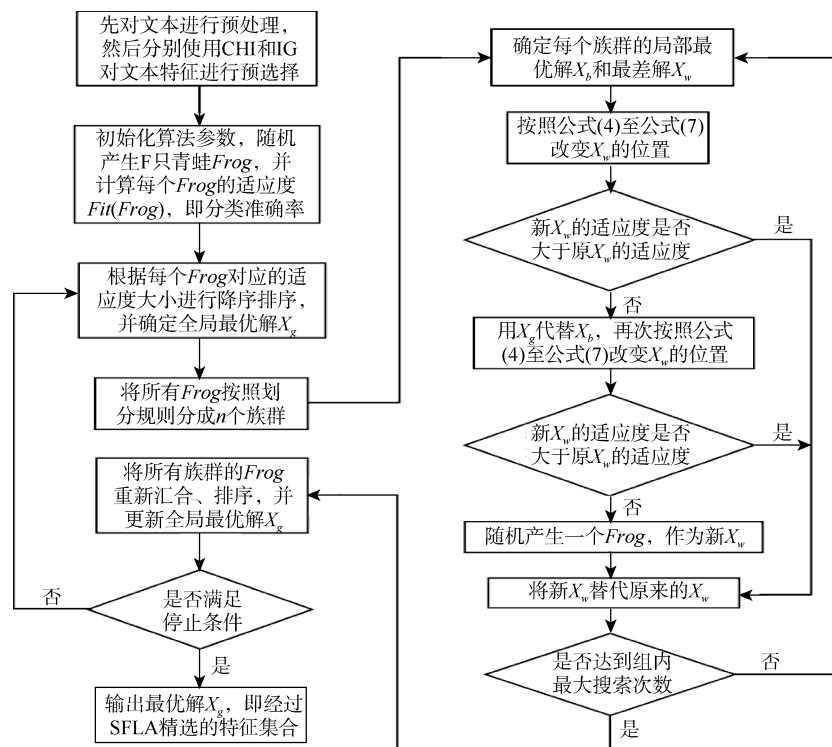 先对文本进行预处理，
然后分别使用CHI和IG
对文本特征进行预选择
初始化算法参数，随机
产生F只青蛙Frog，并
计算每个Frog的适应度
Fit(Frog)，即分类准确率
根据每个Frog对应的适
应度大小进行降序排序，
并确定全局最优解Xg
将所有Frog按照划
分规则分成n个族群
将所有族群的Frog
重新汇合、排序，并
更新全局最优解Xg
否
是否满足
停止条件
是
输出最优解Xg，即经过
SFLA精选的特征集合
确定每个族群的局部最
优解Xb和最差解Xw
按照公式(4)至公式(7)
改变Xw的位置
新Xw的适应度是否
大于原Xw的适应度
是
否
用Xg代替Xb，再次按照公式
(4)至公式(7)改变Xw的位置
新Xw的适应度是否
大于原Xw的适应度
是
否
随机产生一个Frog，作为新Xw
将新Xw替代原来的Xw
是否达到组内
最大搜索次数
否
是